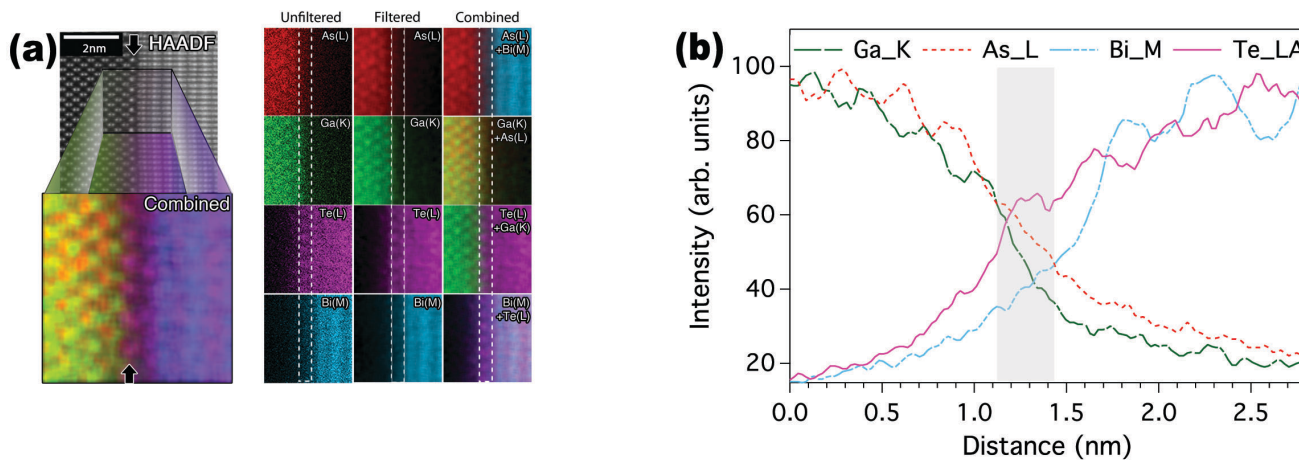 (a)
2nm
HAADF
Combined
Unfiltered
Filtered
Combined
As(L)
As(L)
As(L)
+Bi(M)
Ga(K)
Ga(K)
Ga(K)
+As(L)
Te(L)
Te(L)
Te(L)
+Ga(K)
Bi(M)
Bi(M)
Bi(M)
+Te(L)
(b)
Ga_K As_L Bi_M Te_LA
Intensity (arb. units)
100
80
60
40
20
0.0 0.5 1.0 1.5 2.0 2.5
Distance (nm)